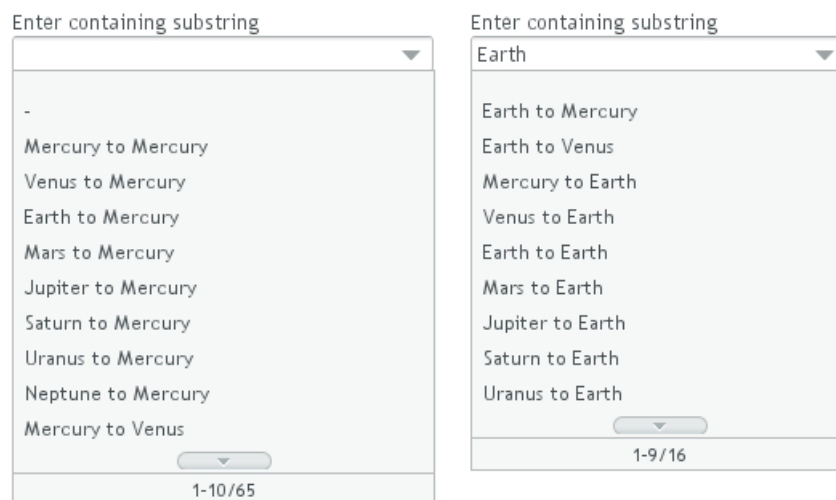 Enter containing substring
-
Mercury to Mercury
Venus to Mercury
Earth to Mercury
Mars to Mercury
Jupiter to Mercury
Saturn to Mercury
Uranus to Mercury
Neptune to Mercury
Mercury to Venus
1-10/65
Enter containing substring
Earth
Earth to Mercury
Earth to Venus
Mercury to Earth
Venus to Earth
Earth to Earth
Mars to Earth
Jupiter to Earth
Saturn to Earth
Uranus to Earth
1-9/16